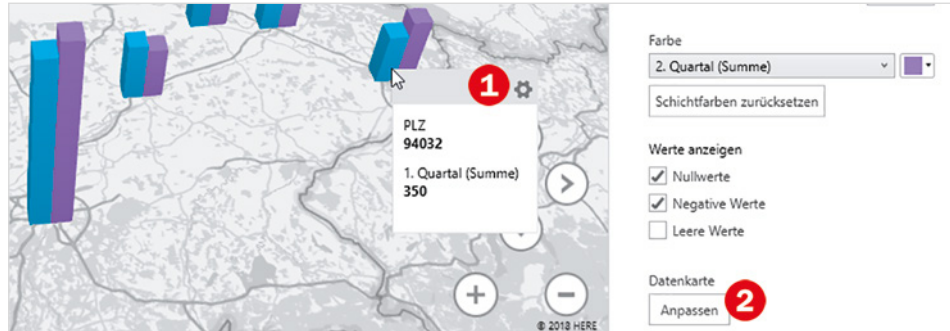 1
PLZ
94032
1. Quartal (Summe)
350
© 2018 HERE
Farbe
2. Quartal (Summe)
Schichtfarben zurücksetzen
Werte anzeigen
Nullwerte
Negative Werte
Leere Werte
Datenkarte
Anpassen
2